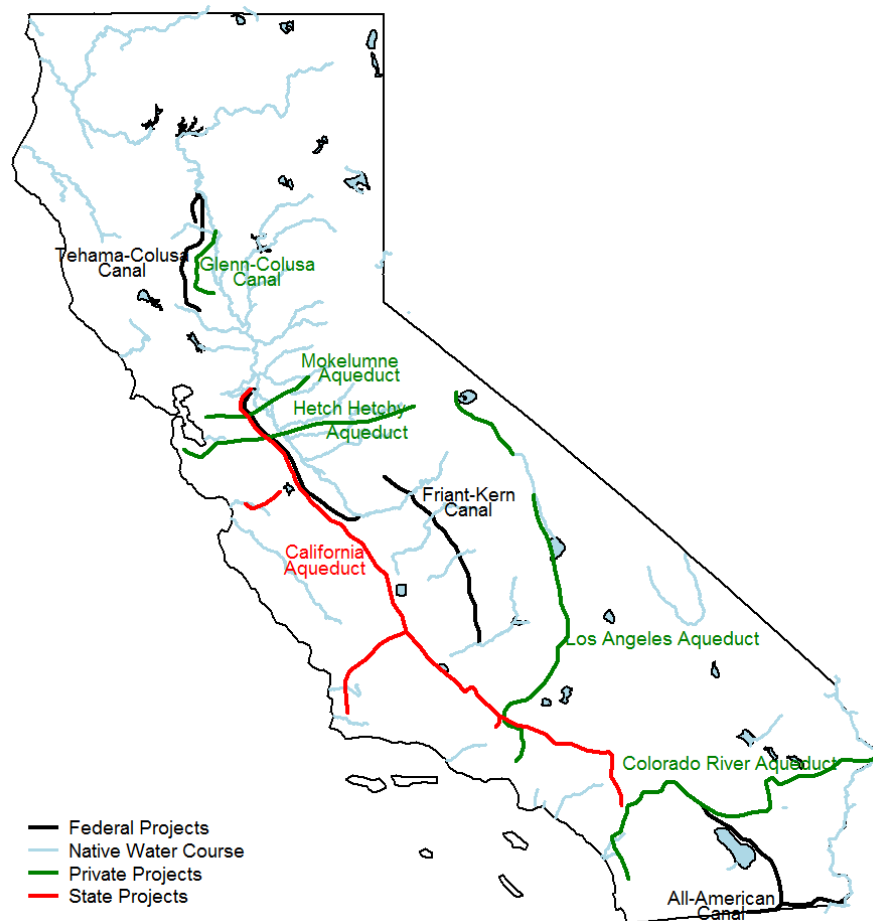 Tehama-Colusa
Canal
Glenn-Colusa
Canal
Mokelumne
Aqueduct
Hetch Hetchy
Aqueduct
Friant-Kern
Canal
California
Aqueduct
Los Angeles Aqueduct
Colorado River Aqueduct
All-American
Canal
Federal Projects
Native Water Course
Private Projects
State Projects